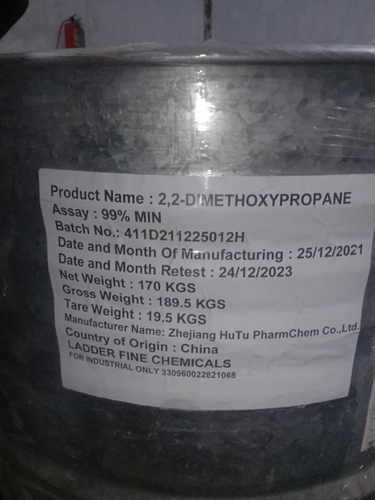 Product Name : 2,2-DIMETHOXYPROPANE
Assay : 99% MIN
Batch No.: 411D211225012H
Date and Month Of Manufacturing : 25/12/2021
Date and Month Retest : 24/12/2023
Net Weight : 170 KGS
Gross Weight : 189.5 KGS
Tare Weight : 19.5 KGS
Manufacturer Name: Zhejiang HuTu PharmChem Co.,Ltd.
Country of Origin : China
LADDER FINE CHEMICALS
FOR INDUSTRIAL ONLY 330960022821068